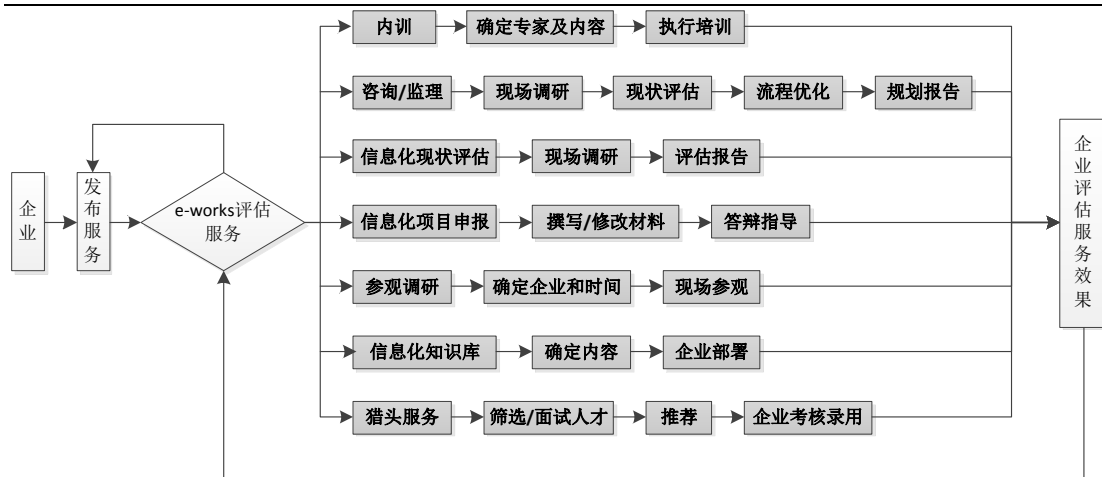 内训
确定专家及内容
执行培训
咨询/监理
现场调研
现状评估
流程优化
规划报告
信息化现状评估
现场调研
评估报告
企业
发布服务
e-works评估
服务
信息化项目申报
撰写/修改材料
答辩指导
企业评估服务效果
参观调研
确定企业和时间
现场参观
信息化知识库
确定内容
企业部署
猎头服务
筛选/面试人才
推荐
企业考核录用